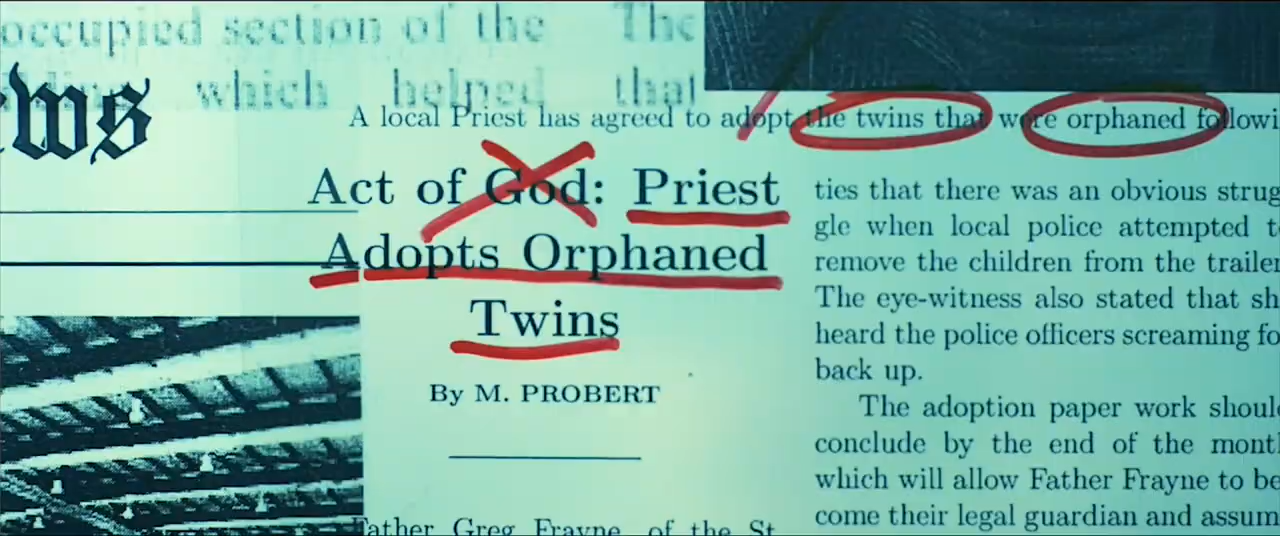 occupied section of the The
which helped that
ws
A local Priest has agreed to adopt the twins that were orphaned followi
Act of God: Priest
Adopts Orphaned
Twins
By M. PROBERT
Father Greg Frayne, of the St
ties that there was an obvious strug
gle when local police attempted t
remove the children from the trailer
The eye-witness also stated that sh
heard the police officers screaming fo
back up.
The adoption paper work shoul
conclude by the end of the mont
which will allow Father Frayne to be
come their legal guardian and assum